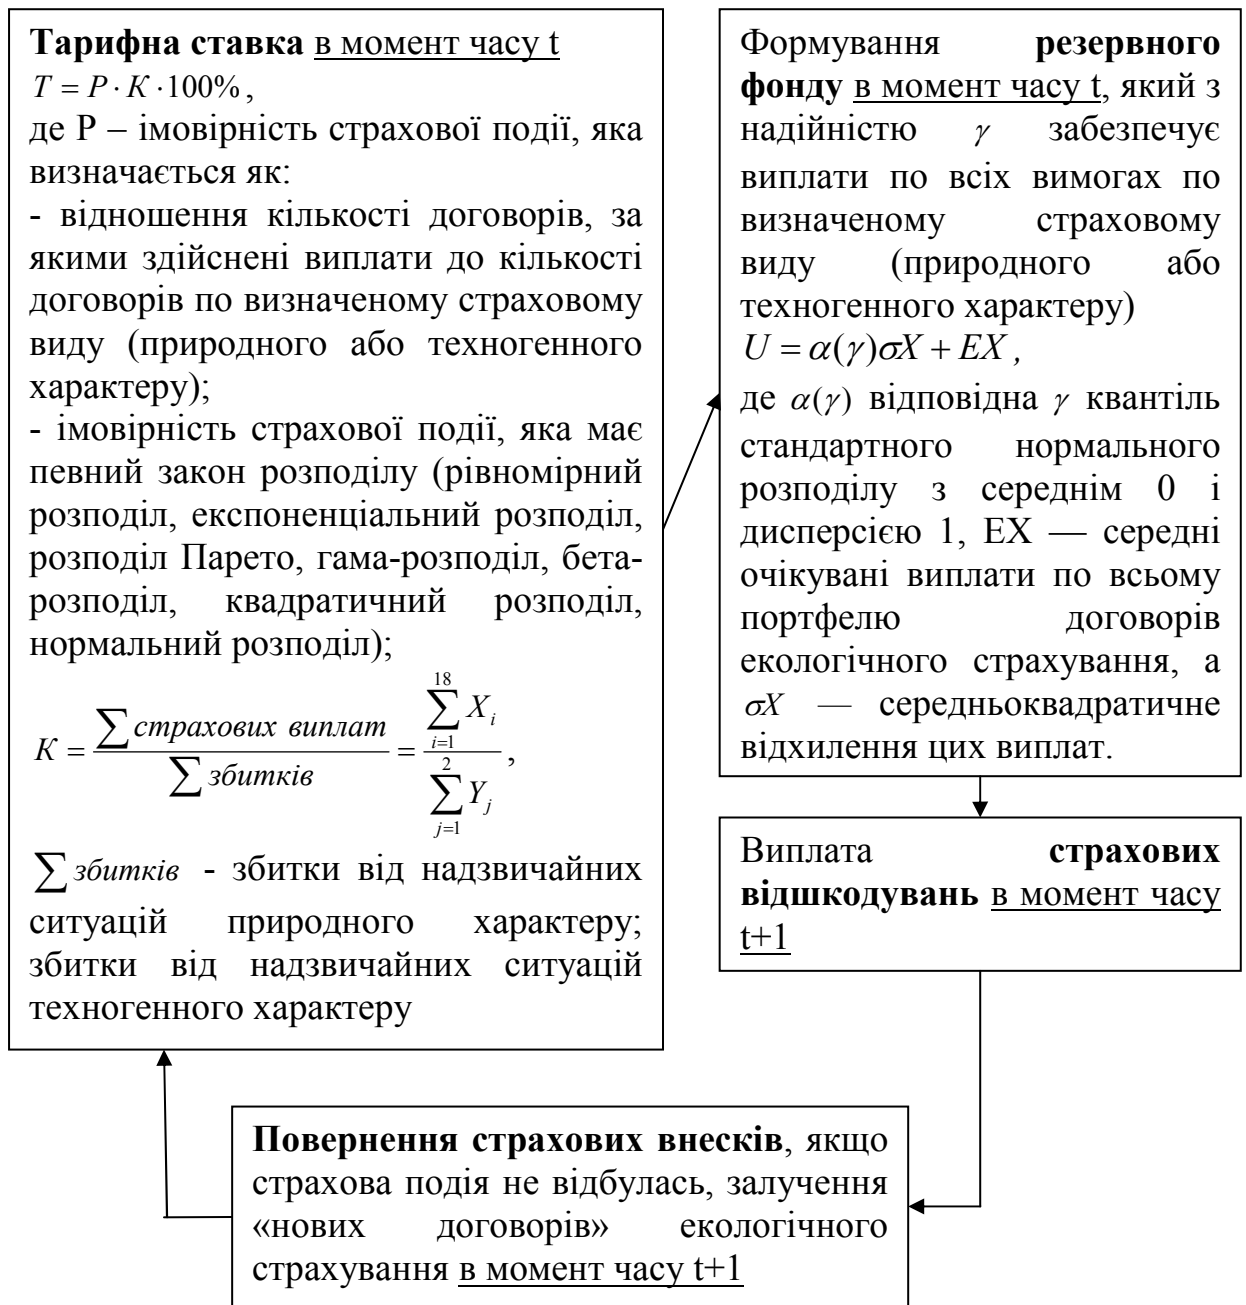 Тарифна ставка в момент часу t
T = P · K · 100% ,
де P – імовірність страхової події, яка
визначається як:
- відношення кількості договорів, за
якими здійснені виплати до кількості
договорів по визначеному страховому
виду (природного або техногенного
характеру);
- імовірність страхової події, яка має
певний закон розподілу (рівномірний
розподіл, експоненціальний розподіл,
розподіл Парето, гама-розподіл, бета-
розподіл, квадратичний розподіл,
нормальний розподіл);
K = ∑ страхових виплат / ∑ збитків = ∑_{i=1}^{18} X_i / ∑_{j=1}^{2} Y_j ,
∑ збитків - збитки від надзвичайних
ситуацій природного характеру;
збитки від надзвичайних ситуацій
техногенного характеру
Формування резервного
фонду в момент часу t, який з
надійністю γ забезпечує
виплати по всіх вимогах по
визначеному страховому
виду (природного або
техногенного характеру)
U = α(γ)σX + EX ,
де α(γ) відповідна γ квантіль
стандартного нормального
розподілу з середнім 0 і
дисперсією 1, EX — середні
очікувані виплати по всьому
портфелю договорів
екологічного страхування, а
σX — середньоквадратичне
відхилення цих виплат.
Виплата страхових
відшкодувань в момент часу
t+1
Повернення страхових внесків, якщо
страхова подія не відбулась, залучення
«нових договорів» екологічного
страхування в момент часу t+1